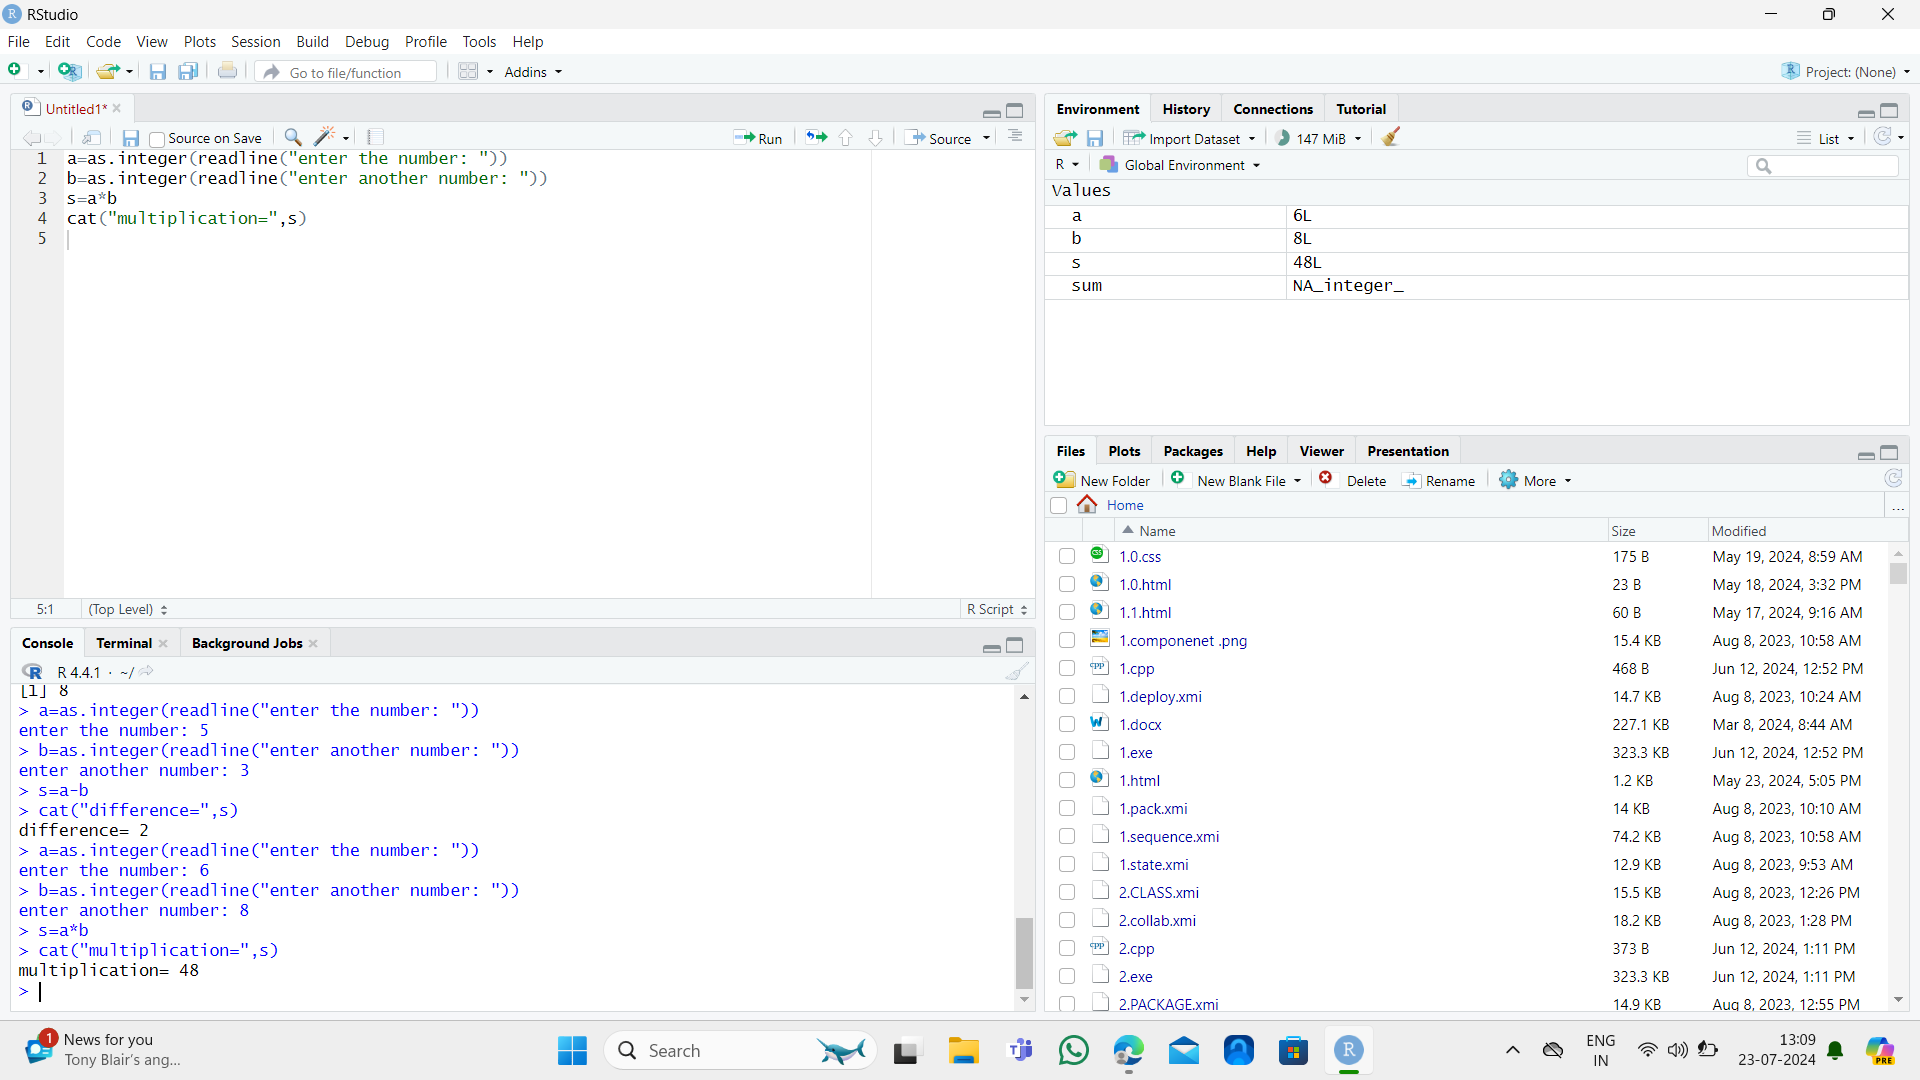 RStudio
File Edit Code View Plots Session Build Debug Profile Tools Help
Go to file/function Addins Project: (None)
Untitled1*
Source on Save Run Source
1 a=as.integer(readline("enter the number: "))
2 b=as.integer(readline("enter another number: "))
3 s=a*b
4 cat("multiplication=",s)
5
5:1 (Top Level) R Script
Console Terminal Background Jobs
R 4.4.1 · ~/
[1] 8
> a=as.integer(readline("enter the number: "))
enter the number: 5
> b=as.integer(readline("enter another number: "))
enter another number: 3
> s=a-b
> cat("difference=",s)
difference= 2
> a=as.integer(readline("enter the number: "))
enter the number: 6
> b=as.integer(readline("enter another number: "))
enter another number: 8
> s=a*b
> cat("multiplication=",s)
multiplication= 48
>
Environment History Connections Tutorial
Import Dataset 147 MiB List
R Global Environment
Values
a 6L
b 8L
s 48L
sum NA_integer_
Files Plots Packages Help Viewer Presentation
New Folder New Blank File Delete Rename More
Home ...
Name Size Modified
1.0.css 175 B May 19, 2024, 8:59 AM
1.0.html 23 B May 18, 2024, 3:32 PM
1.1.html 60 B May 17, 2024, 9:16 AM
1.componenet .png 15.4 KB Aug 8, 2023, 10:58 AM
1.cpp 468 B Jun 12, 2024, 12:52 PM
1.deploy.xmi 14.7 KB Aug 8, 2023, 10:24 AM
1.docx 227.1 KB Mar 8, 2024, 8:44 AM
1.exe 323.3 KB Jun 12, 2024, 12:52 PM
1.html 1.2 KB May 23, 2024, 5:05 PM
1.pack.xmi 14 KB Aug 8, 2023, 10:10 AM
1.sequence.xmi 74.2 KB Aug 8, 2023, 10:58 AM
1.state.xmi 12.9 KB Aug 8, 2023, 9:53 AM
2.CLASS.xmi 15.5 KB Aug 8, 2023, 12:26 PM
2.collab.xmi 18.2 KB Aug 8, 2023, 1:28 PM
2.cpp 373 B Jun 12, 2024, 1:11 PM
2.exe 323.3 KB Jun 12, 2024, 1:11 PM
2.PACKAGE.xmi 14.9 KB Aug 8, 2023, 12:55 PM
1 News for you
Tony Blair's ang...
Search
ENG
IN
13:09
23-07-2024
PRE